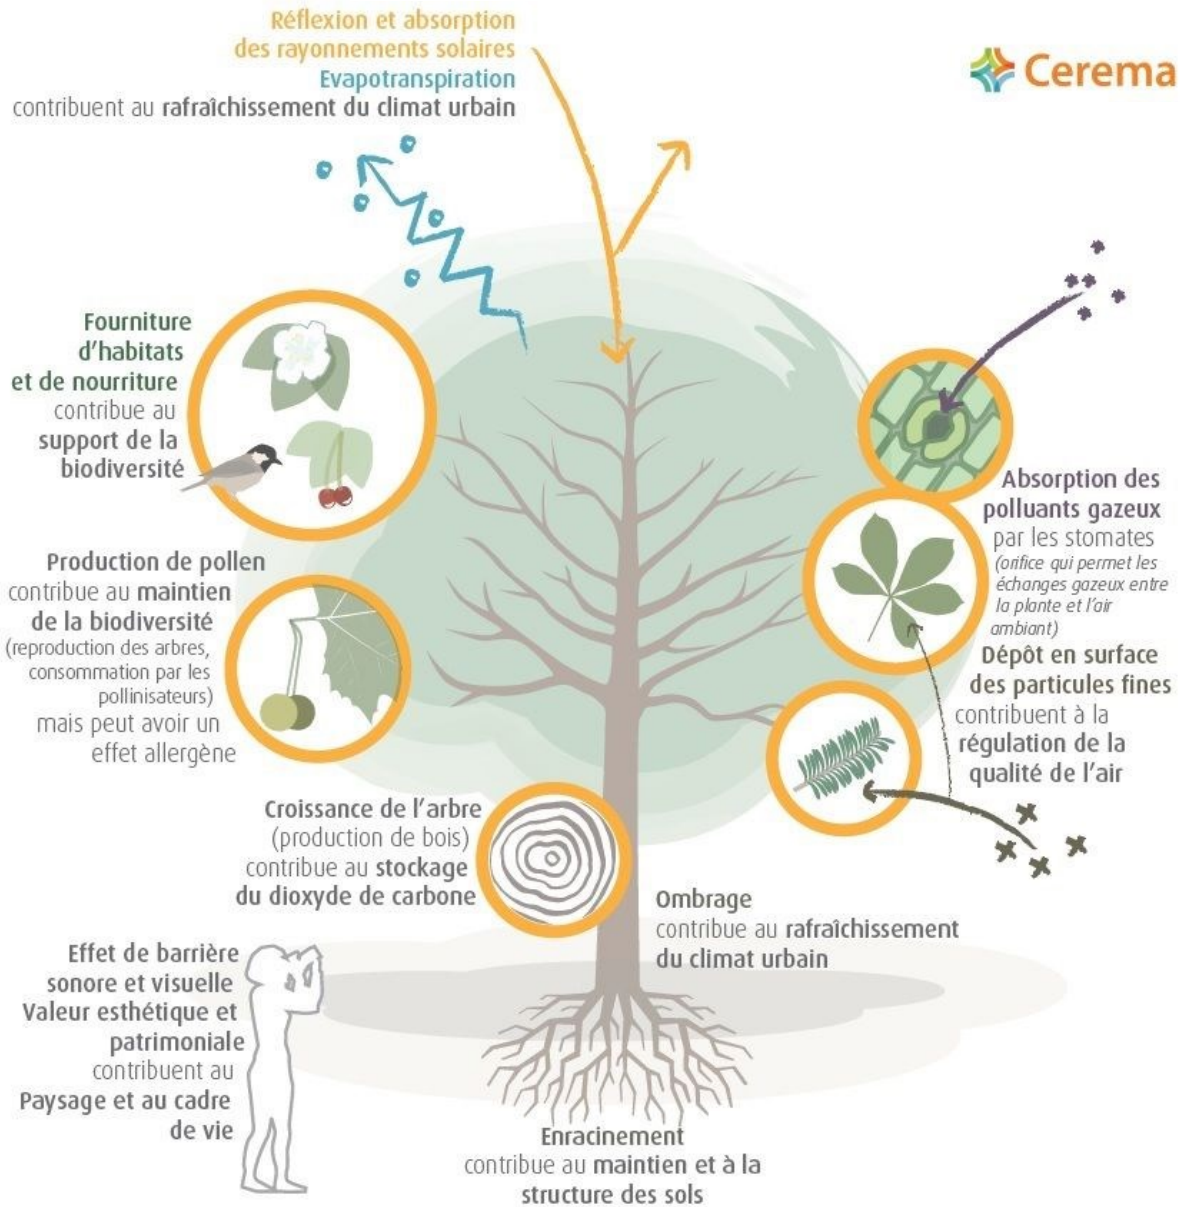 Réflexion et absorption
des rayonnements solaires
Evapotranspiration
contribuent au rafraîchissement du climat urbain
Cerema
Fourniture
d'habitats
et de nourriture
contribue au
support de la
biodiversité
Absorption des
polluants gazeux
par les stomates
(orifice qui permet les
échanges gazeux entre
la plante et l'air
ambiant)
Production de pollen
contribue au maintien
de la biodiversité
(reproduction des arbres,
consommation par les
pollinisateurs)
mais peut avoir un
effet allergène
Dépôt en surface
des particules fines
contribuent à la
régulation de la
qualité de l'air
Croissance de l'arbre
(production de bois)
contribue au stockage
du dioxyde de carbone
Ombrage
contribue au rafraîchissement
du climat urbain
Effet de barrière
sonore et visuelle
Valeur esthétique et
patrimoniale
contribuent au
Paysage et au cadre
de vie
Enracinement
contribue au maintien et à la
structure des sols